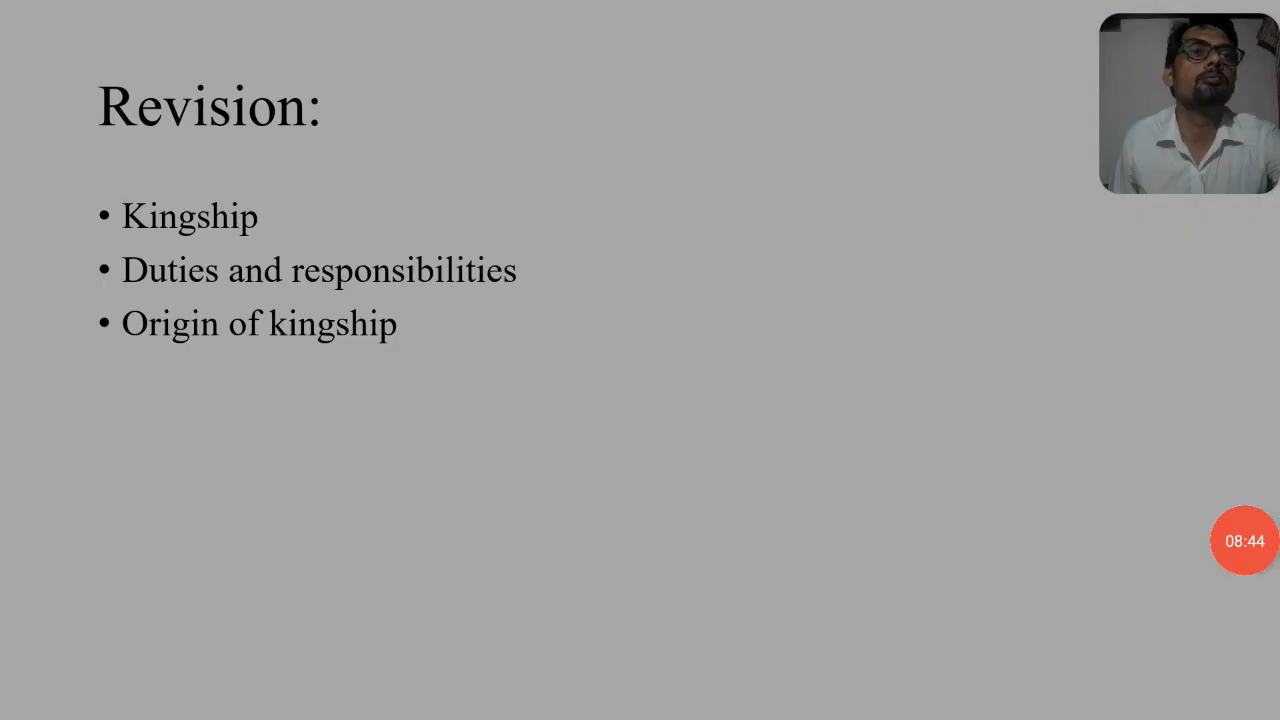 Revision:
• Kingship
• Duties and responsibilities
• Origin of kingship
08:44